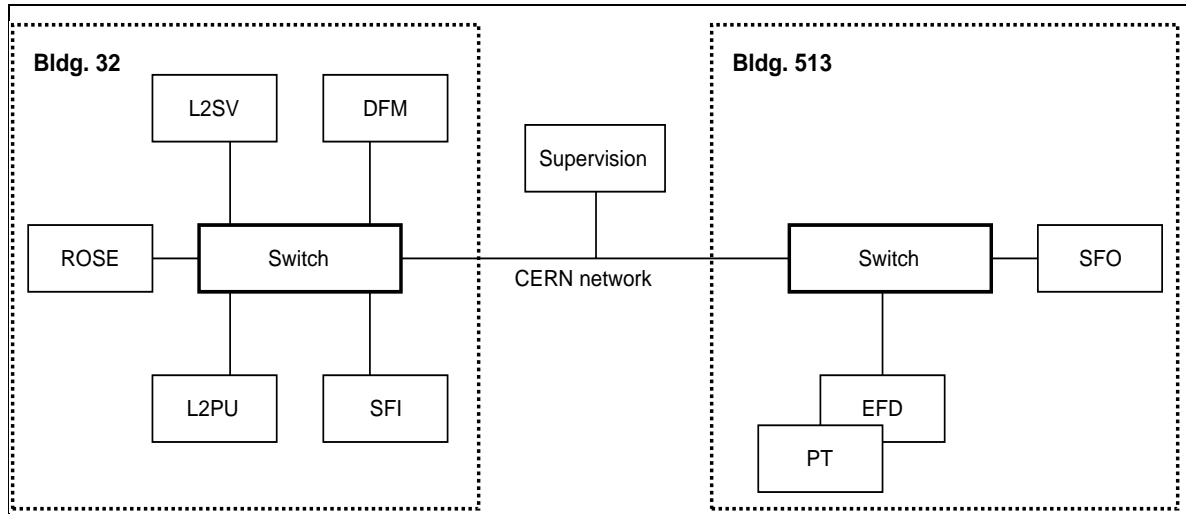 Bldg. 32
Bldg. 513
L2SV
DFM
Supervision
ROSE
Switch
CERN network
Switch
SFO
L2PU
SFI
EFD
PT